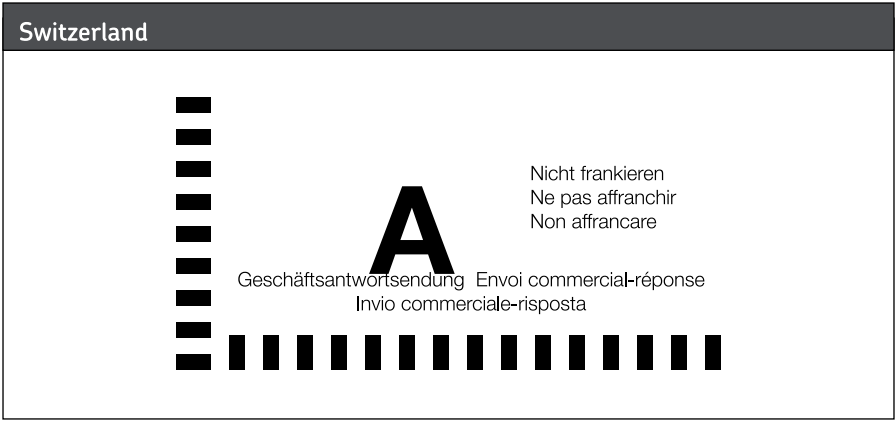 Switzerland
Nicht frankieren
Ne pas affranchir
Non affrancare
A
Geschäftsantwortsendung Envoi commercial-réponse
Invio commerciale-risposta